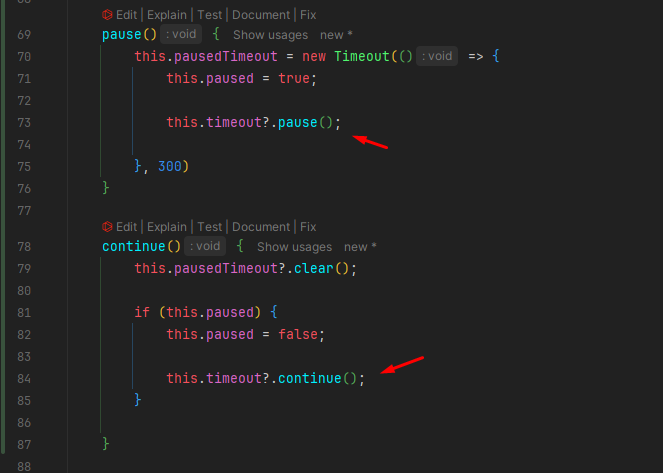 Edit | Explain | Test | Document | Fix
69 pause() : void { Show usages new *
70 this.pausedTimeout = new Timeout(() : void => {
71 this.paused = true;
72
73 this.timeout?.pause();
74
75 }, 300)
76 }
77
Edit | Explain | Test | Document | Fix
78 continue() : void { Show usages new *
79 this.pausedTimeout?.clear();
80
81 if (this.paused) {
82 this.paused = false;
83
84 this.timeout?.continue();
85 }
86
87 }
88